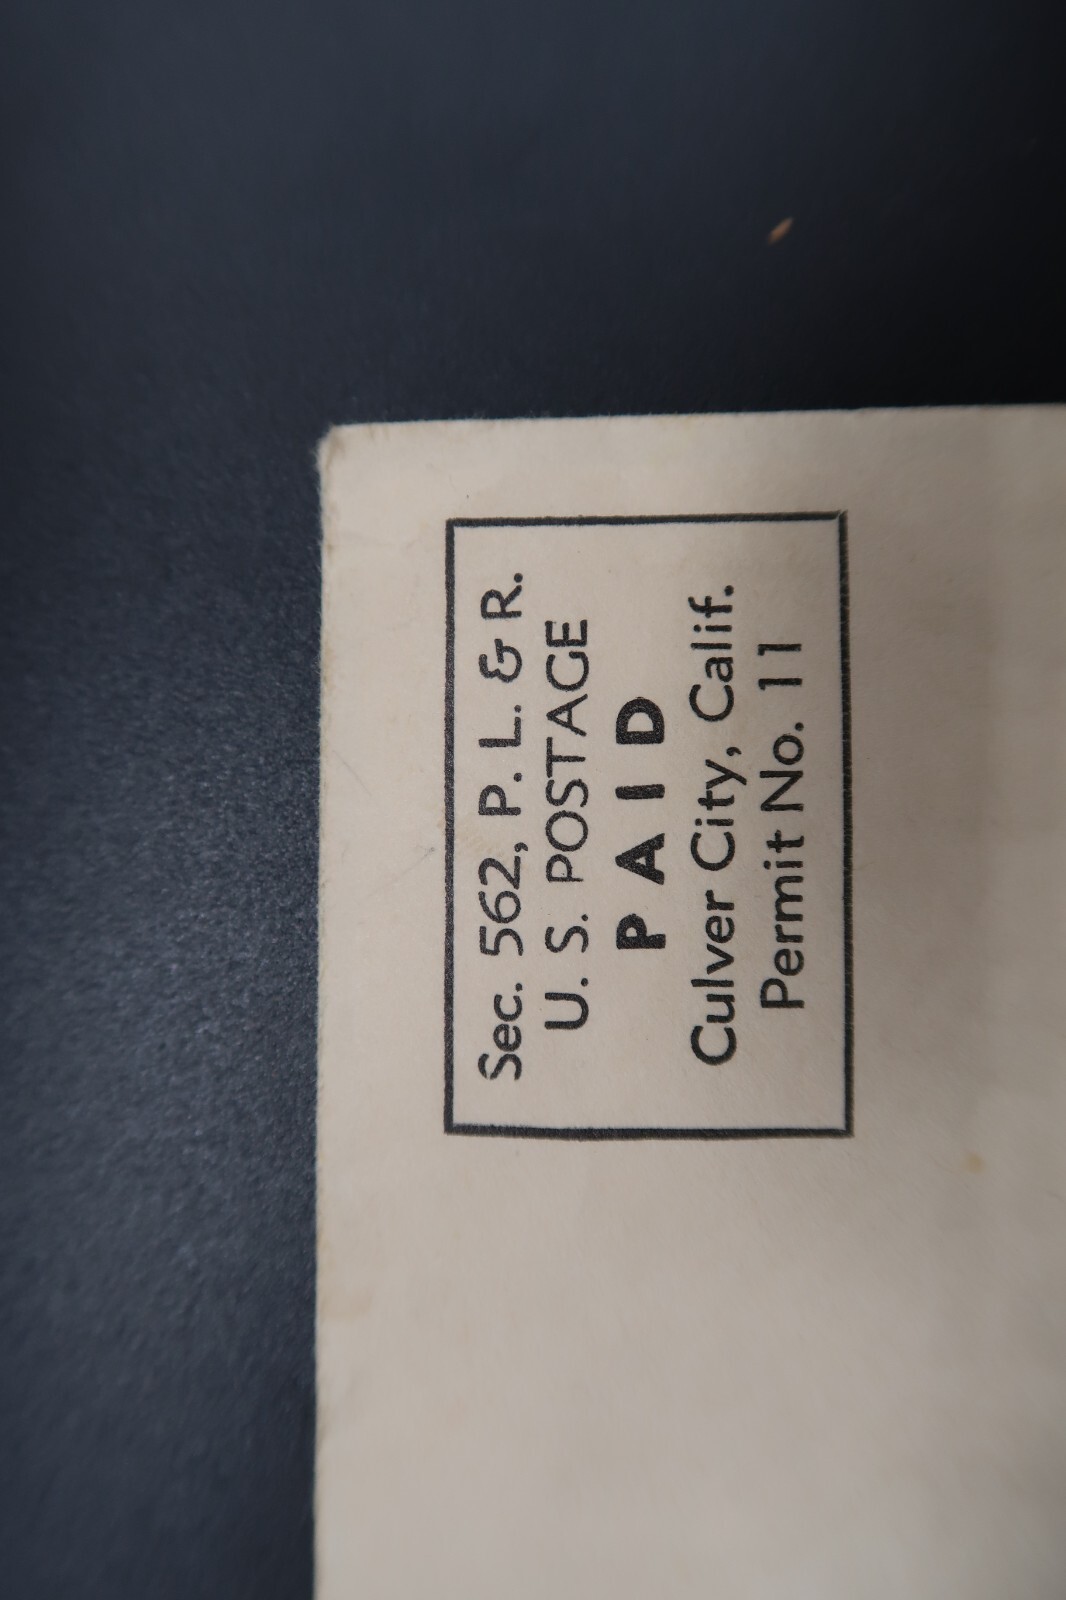 Sec. 562, P. L. & R.
U. S. POSTAGE
PAID
Culver City, Calif.
Permit No. 11